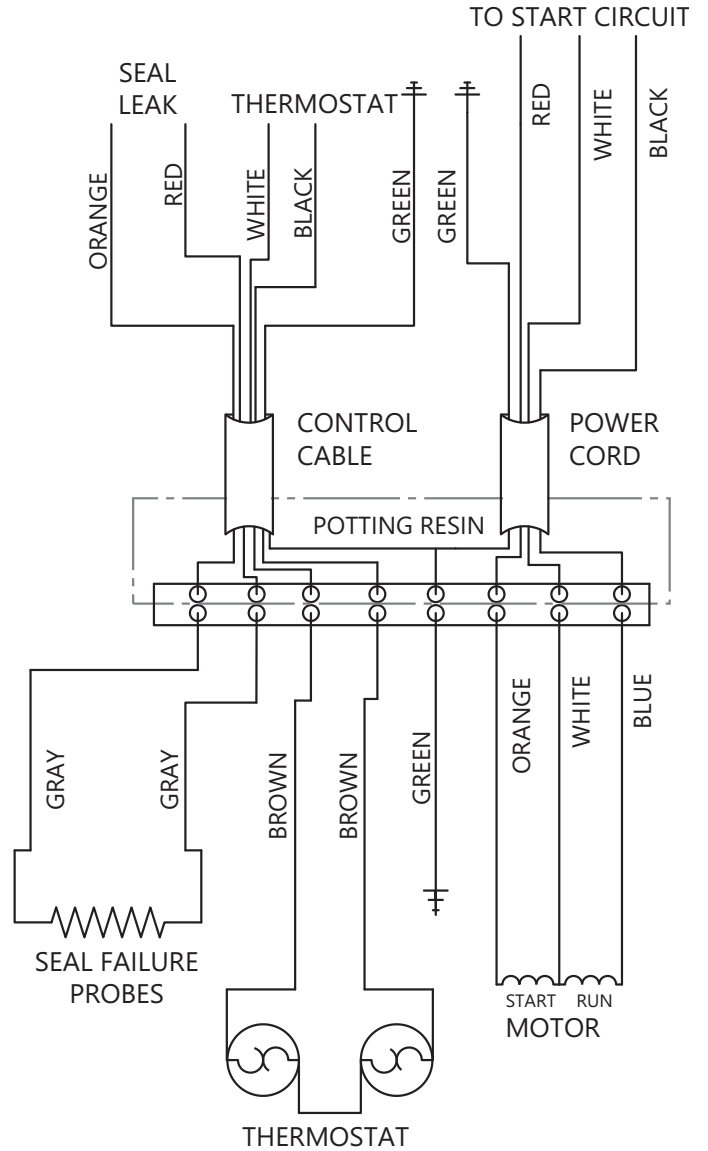 TO START CIRCUIT
SEAL
LEAK
THERMOSTAT
ORANGE
RED
WHITE
BLACK
GREEN
GREEN
RED
WHITE
BLACK
CONTROL
CABLE
POWER
CORD
POTTING RESIN
GRAY
GRAY
BROWN
BROWN
GREEN
ORANGE
WHITE
BLUE
SEAL FAILURE
PROBES
START
RUN
MOTOR
THERMOSTAT